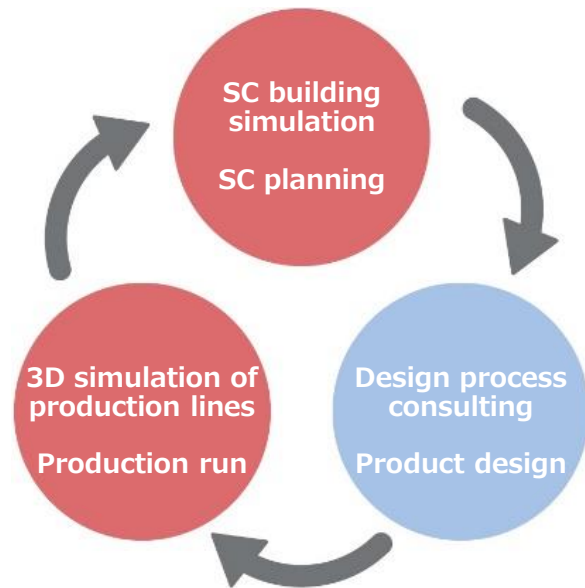 SC building
simulation
SC planning
3D simulation of
production lines
Production run
Design process
consulting
Product design